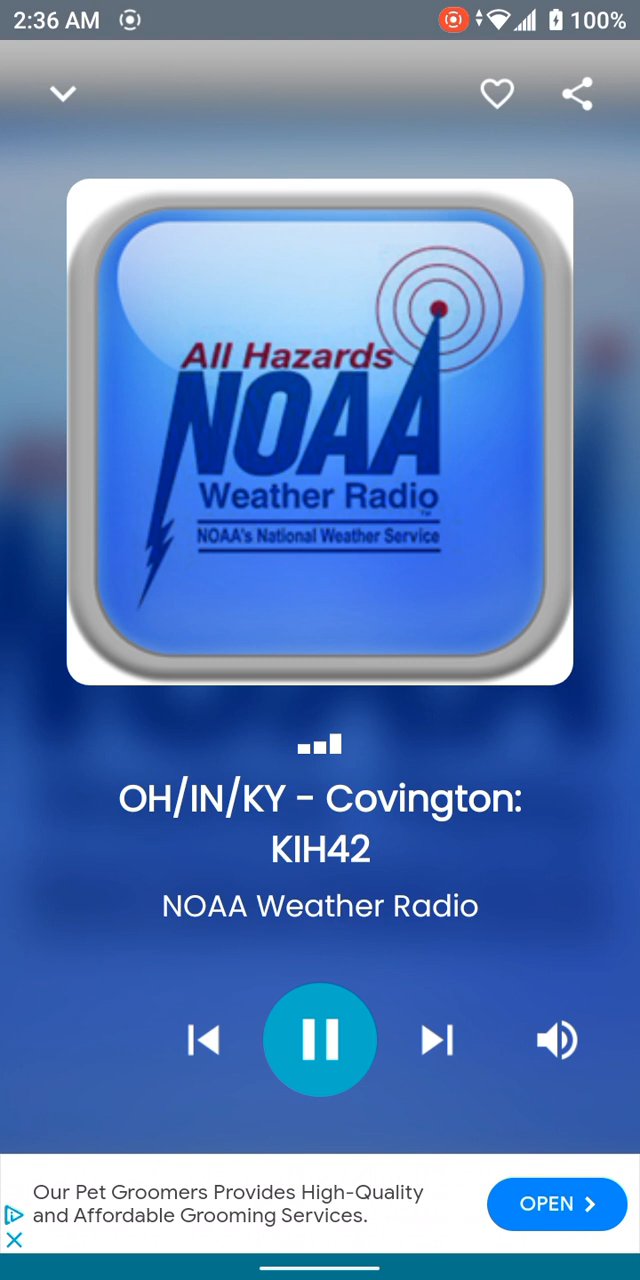 2:36 AM
100%
All Hazards
NOAA
Weather Radio
TM
NOAA's National Weather Service
OH/IN/KY - Covington:
KIH42
NOAA Weather Radio
Our Pet Groomers Provides High-Quality
and Affordable Grooming Services.
OPEN